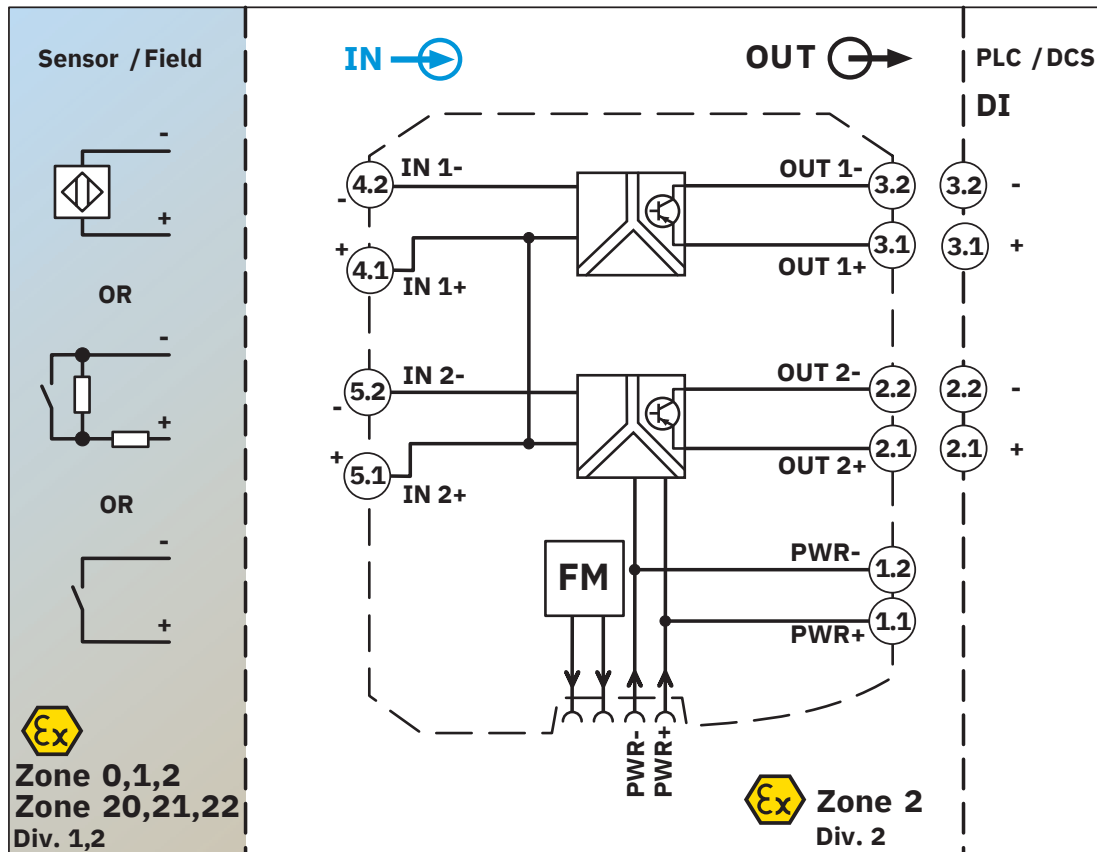 Sensor / Field
-
+
OR
-
+
OR
-
+
Ex
Zone 0,1,2
Zone 20,21,22
Div. 1,2
IN
OUT
4.2
IN 1-
-
+
4.1
IN 1+
5.2
IN 2-
-
+
5.1
IN 2+
OUT 1-
3.2
3.1
OUT 1+
OUT 2-
2.2
2.1
OUT 2+
FM
PWR-
1.2
1.1
PWR+
PWR-
PWR+
Ex
Zone 2
Div. 2
PLC / DCS
DI
3.2 -
3.1 +
2.2 -
2.1 +